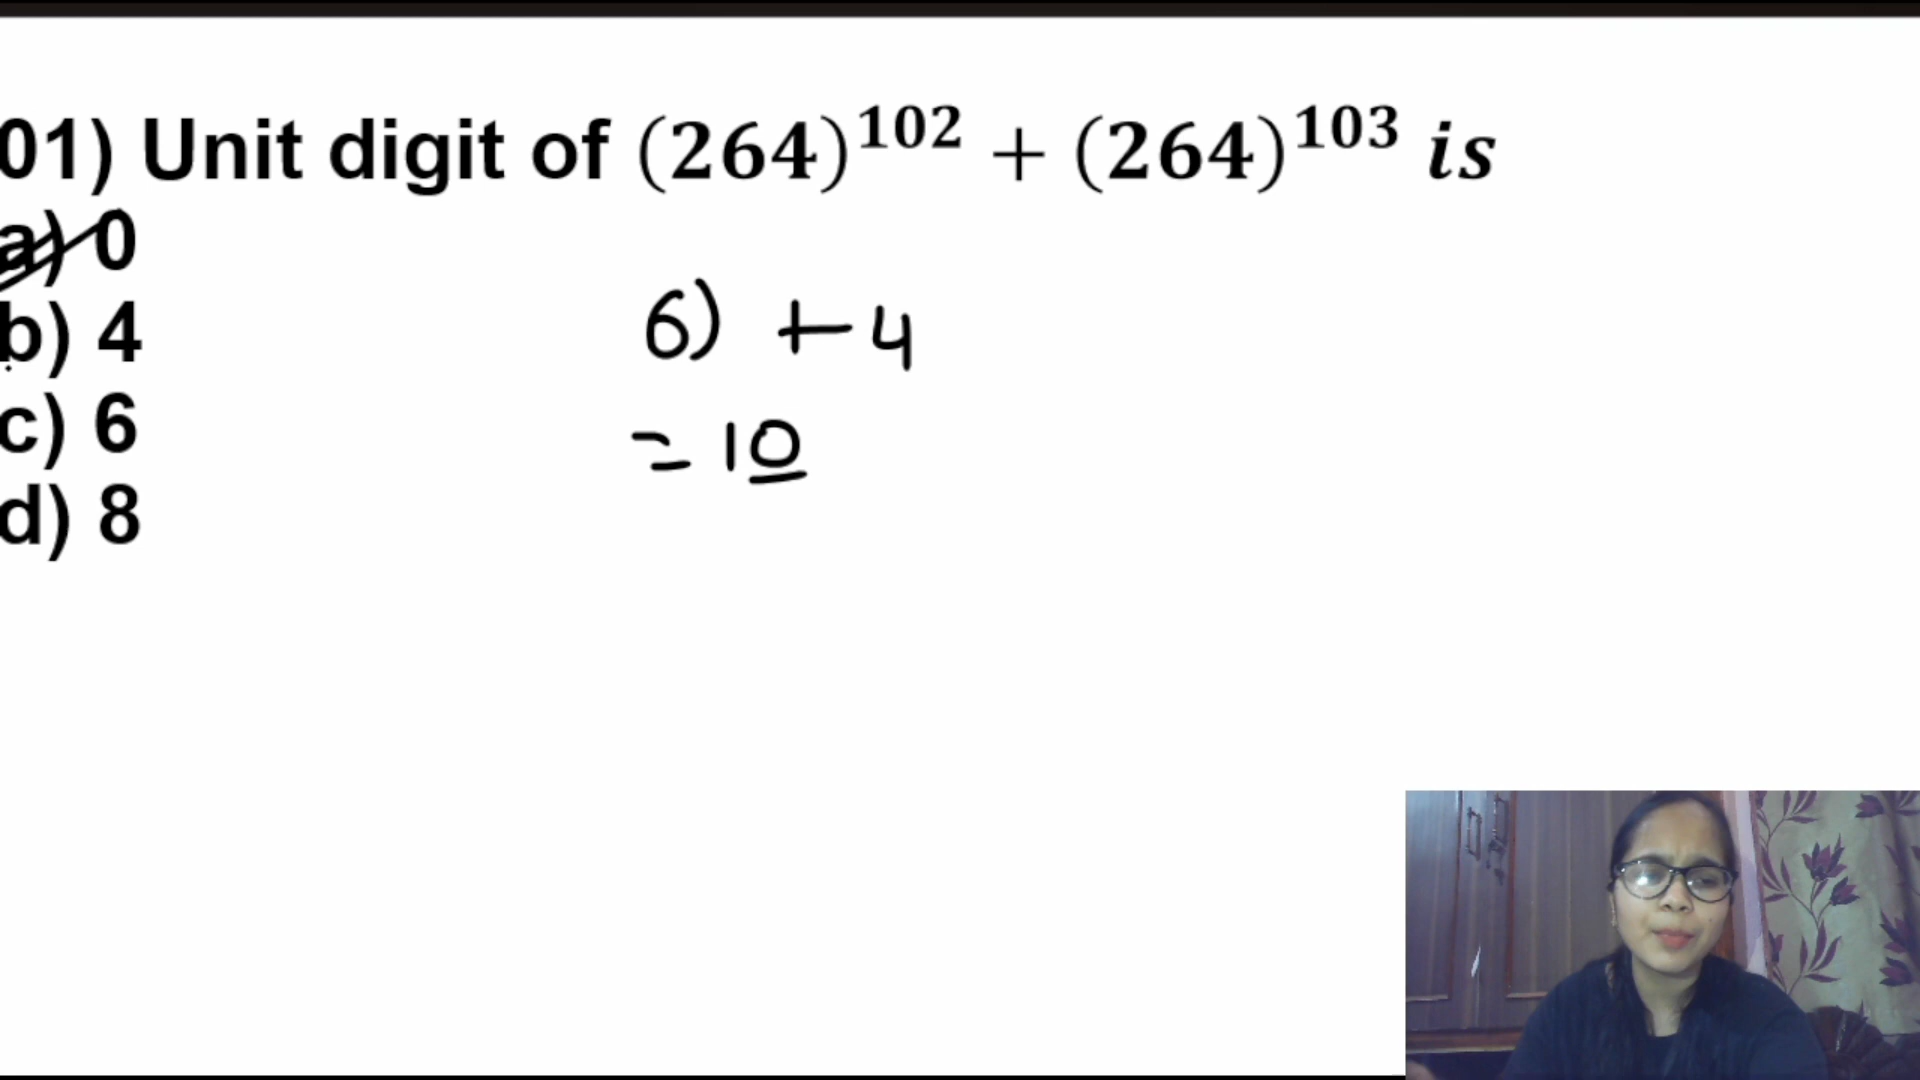 01) Unit digit of (264)¹⁰² + (264)¹⁰³ is
a) 0
b) 4
c) 6
d) 8
6) + 4
= 10